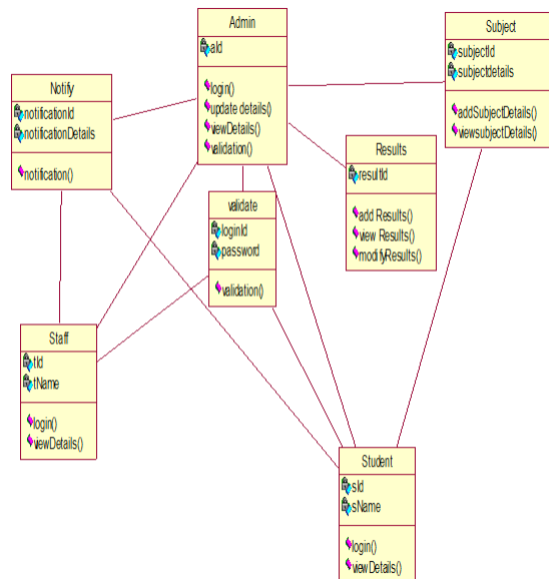 Admin
aId
login()
update details()
viewDetails()
validation()
Subject
subjectId
subjectdetails
addSubjectDetails()
viewsubjectDetails()
Notify
notificationId
notificationDetails
notification()
Results
resultId
add Results()
view Results()
modifyResults()
validate
loginId
password
validation()
Staff
tId
tName
login()
viewDetails()
Student
sId
sName
login()
viewDetails()